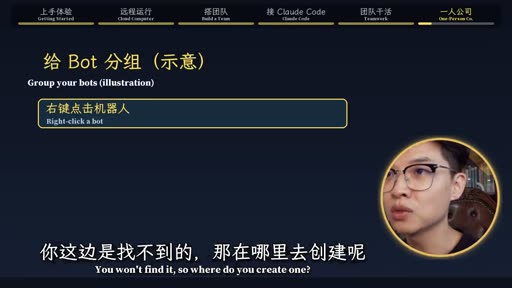 上手体验
Getting Started
远程运行
Cloud Computer
搭团队
Build a Team
接 Claude Code
Claude Code
团队干活
Teamwork
一人公司
One-Person Co.
给 Bot 分组（示意）
Group your bots (illustration)
右键点击机器人
Right-click a bot
你这边是找不到的，那在哪里去创建呢
You won't find it, so where do you create one?